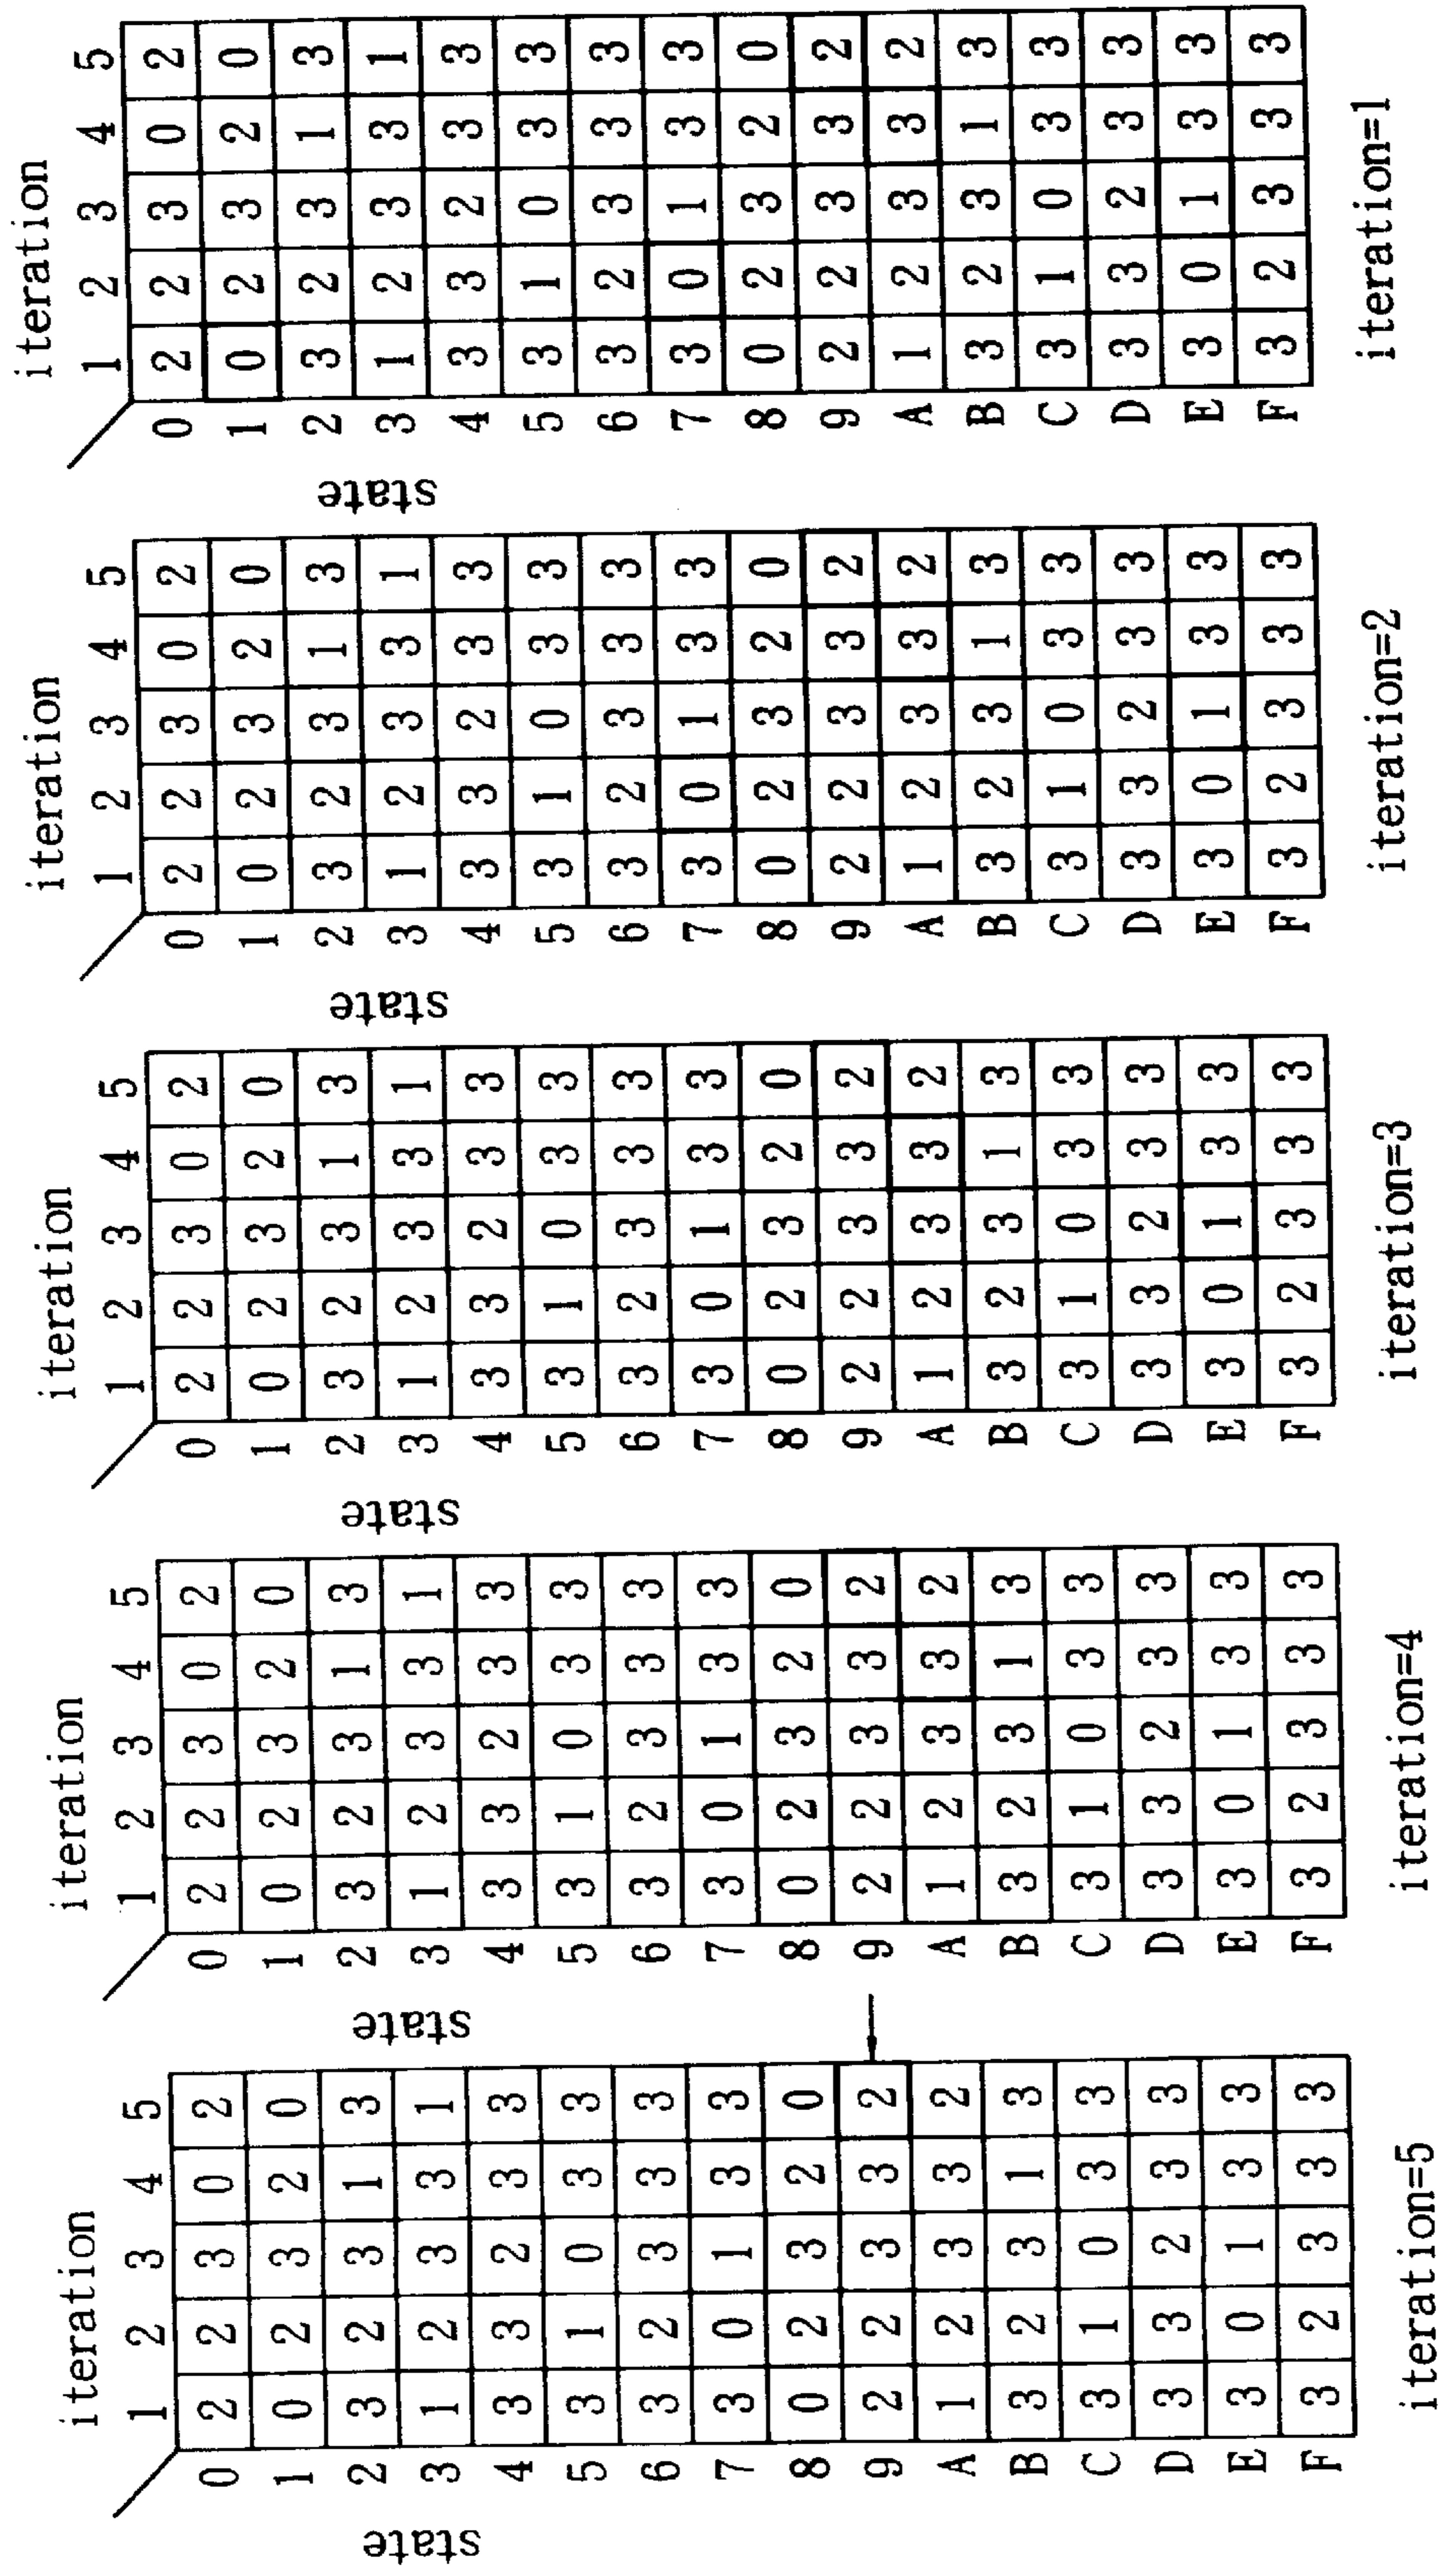 iteration
1 2 3 4 5
state
0 2 2 3 0 2
1 0 2 3 2 0
2 3 2 3 1 3
3 1 2 3 3 1
4 3 3 2 3 3
5 3 1 0 3 3
6 3 2 3 3 3
7 3 0 1 3 3
8 0 2 3 2 0
9 2 2 3 3 2
A 1 2 3 3 2
B 3 2 3 1 3
C 3 1 0 3 3
D 3 3 2 3 3
E 3 0 1 3 3
F 3 2 3 3 3
iteration=5
iteration
1 2 3 4 5
state
0 2 2 3 0 2
1 0 2 3 2 0
2 3 2 3 1 3
3 1 2 3 3 1
4 3 3 2 3 3
5 3 1 0 3 3
6 3 2 3 3 3
7 3 0 1 3 3
8 0 2 3 2 0
9 2 2 3 3 2
A 1 2 3 3 2
B 3 2 3 1 3
C 3 1 0 3 3
D 3 3 2 3 3
E 3 0 1 3 3
F 3 2 3 3 3
iteration=4
iteration
1 2 3 4 5
state
0 2 2 3 0 2
1 0 2 3 2 0
2 3 2 3 1 3
3 1 2 3 3 1
4 3 3 2 3 3
5 3 1 0 3 3
6 3 2 3 3 3
7 3 0 1 3 3
8 0 2 3 2 0
9 2 2 3 3 2
A 1 2 3 3 2
B 3 2 3 1 3
C 3 1 0 3 3
D 3 3 2 3 3
E 3 0 1 3 3
F 3 2 3 3 3
iteration=3
iteration
1 2 3 4 5
state
0 2 2 3 0 2
1 0 2 3 2 0
2 3 2 3 1 3
3 1 2 3 3 1
4 3 3 2 3 3
5 3 1 0 3 3
6 3 2 3 3 3
7 3 0 1 3 3
8 0 2 3 2 0
9 2 2 3 3 2
A 1 2 3 3 2
B 3 2 3 1 3
C 3 1 0 3 3
D 3 3 2 3 3
E 3 0 1 3 3
F 3 2 3 3 3
iteration=2
iteration
1 2 3 4 5
state
0 2 2 3 0 2
1 0 2 3 2 0
2 3 2 3 1 3
3 1 2 3 3 1
4 3 3 2 3 3
5 3 1 0 3 3
6 3 2 3 3 3
7 3 0 1 3 3
8 0 2 3 2 0
9 2 2 3 3 2
A 1 2 3 3 2
B 3 2 3 1 3
C 3 1 0 3 3
D 3 3 2 3 3
E 3 0 1 3 3
F 3 2 3 3 3
iteration=1